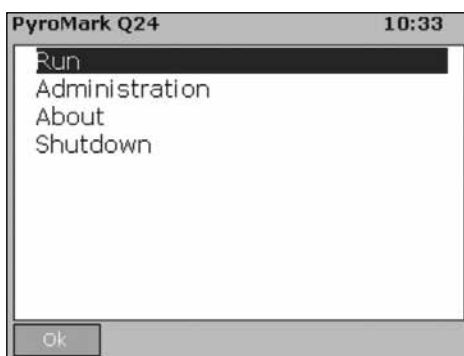 PyroMark Q24 10:33
Run
Administration
About
Shutdown
Ok